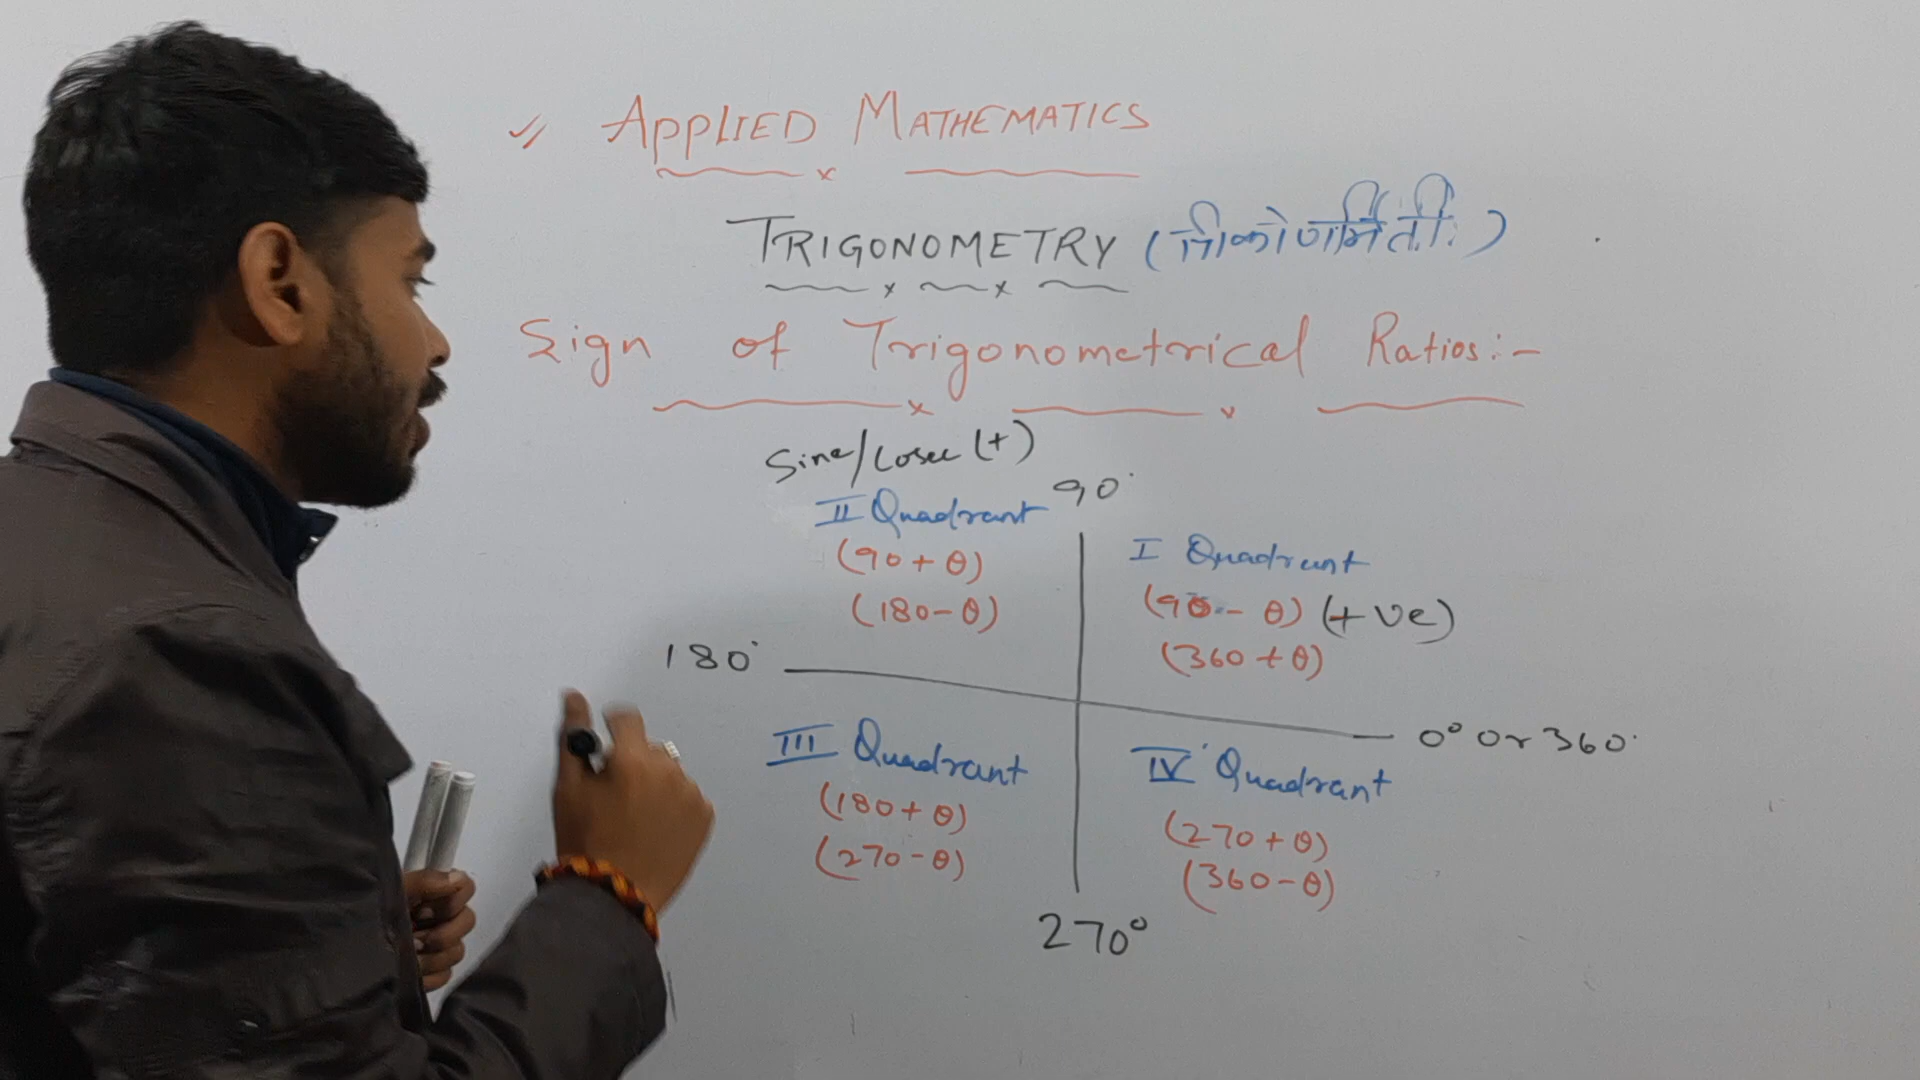 APPLIED MATHEMATICS
TRIGONOMETRY (त्रिकोणमिती)
Sign of Trigonometrical Ratios:-
Sine/Cosec (+)
90°
II Quadrant
(90 + θ)
(180 - θ)
I Quadrant
(90 - θ) (+ve)
(360 + θ)
180°
0° or 360°
III Quadrant
(180 + θ)
(270 - θ)
IV Quadrant
(270 + θ)
(360 - θ)
270°